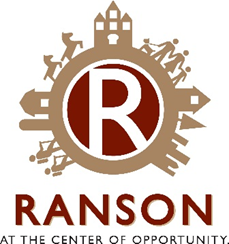 R
RANSON
AT THE CENTER OF OPPORTUNITY.